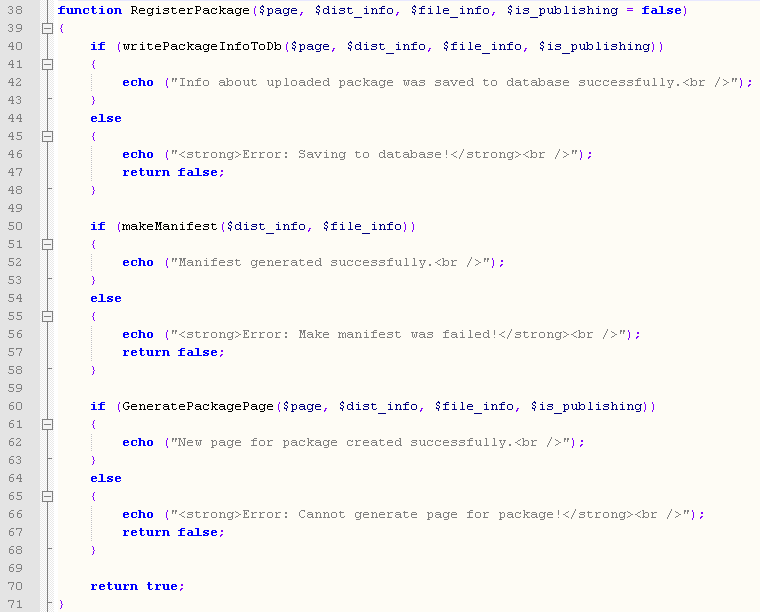 38 function RegisterPackage($page, $dist_info, $file_info, $is_publishing = false)
39 {
40     if (writePackageInfoToDb($page, $dist_info, $file_info, $is_publishing))
41     {
42         echo ("Info about uploaded package was saved to database successfully.<br />");
43     }
44     else
45     {
46         echo ("<strong>Error: Saving to database!</strong><br />");
47         return false;
48     }
49
50     if (makeManifest($dist_info, $file_info))
51     {
52         echo ("Manifest generated successfully.<br />");
53     }
54     else
55     {
56         echo ("<strong>Error: Make manifest was failed!</strong><br />");
57         return false;
58     }
59
60     if (GeneratePackagePage($page, $dist_info, $file_info, $is_publishing))
61     {
62         echo ("New page for package created successfully.<br />");
63     }
64     else
65     {
66         echo ("<strong>Error: Cannot generate page for package!</strong><br />");
67         return false;
68     }
69
70     return true;
71 }